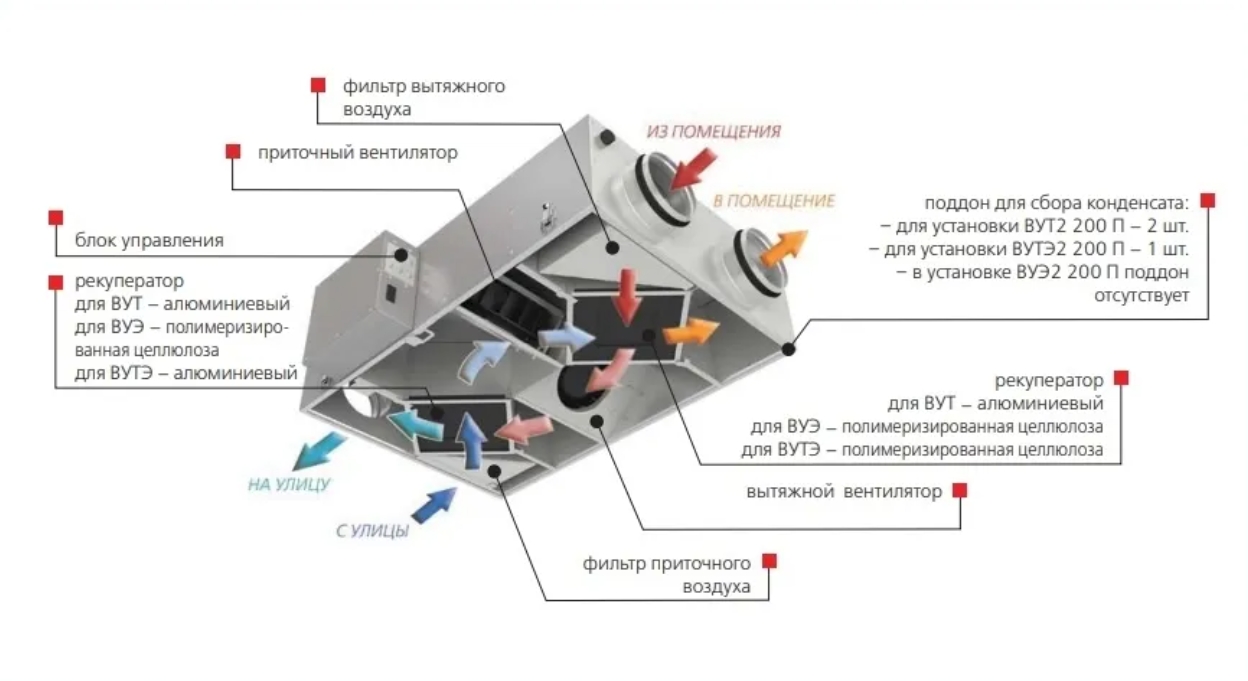 фильтр вытяжного
воздуха
приточный вентилятор
блок управления
рекуператор
для ВУТ – алюминиевый
для ВУЭ – полимеризиро-
ванная целлюлоза
для ВУТЭ – алюминиевый
ИЗ ПОМЕЩЕНИЯ
В ПОМЕЩЕНИЕ
поддон для сбора конденсата:
– для установки ВУТ2 200 П – 2 шт.
– для установки ВУТЭ2 200 П – 1 шт.
– в установке ВУЭ2 200 П поддон
отсутствует
рекуператор
для ВУТ – алюминиевый
для ВУЭ – полимеризированная целлюлоза
для ВУТЭ – полимеризированная целлюлоза
вытяжной вентилятор
НА УЛИЦУ
С УЛИЦЫ
фильтр приточного
воздуха